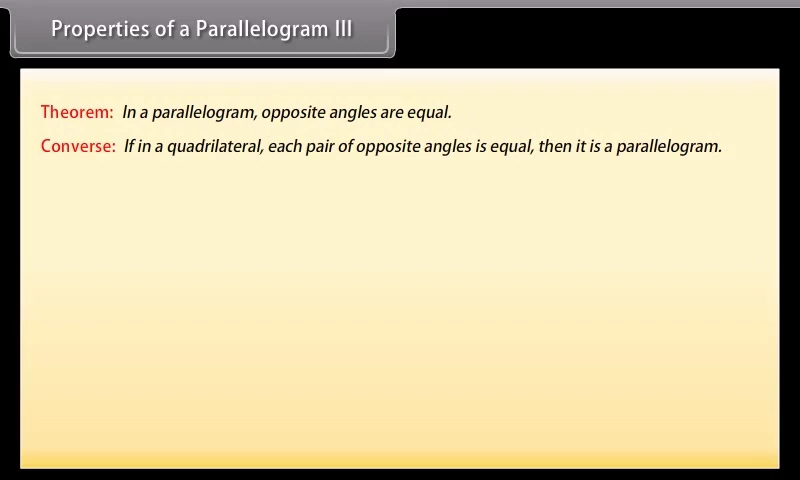 Properties of a Parallelogram III
Theorem: In a parallelogram, opposite angles are equal.
Converse: If in a quadrilateral, each pair of opposite angles is equal, then it is a parallelogram.